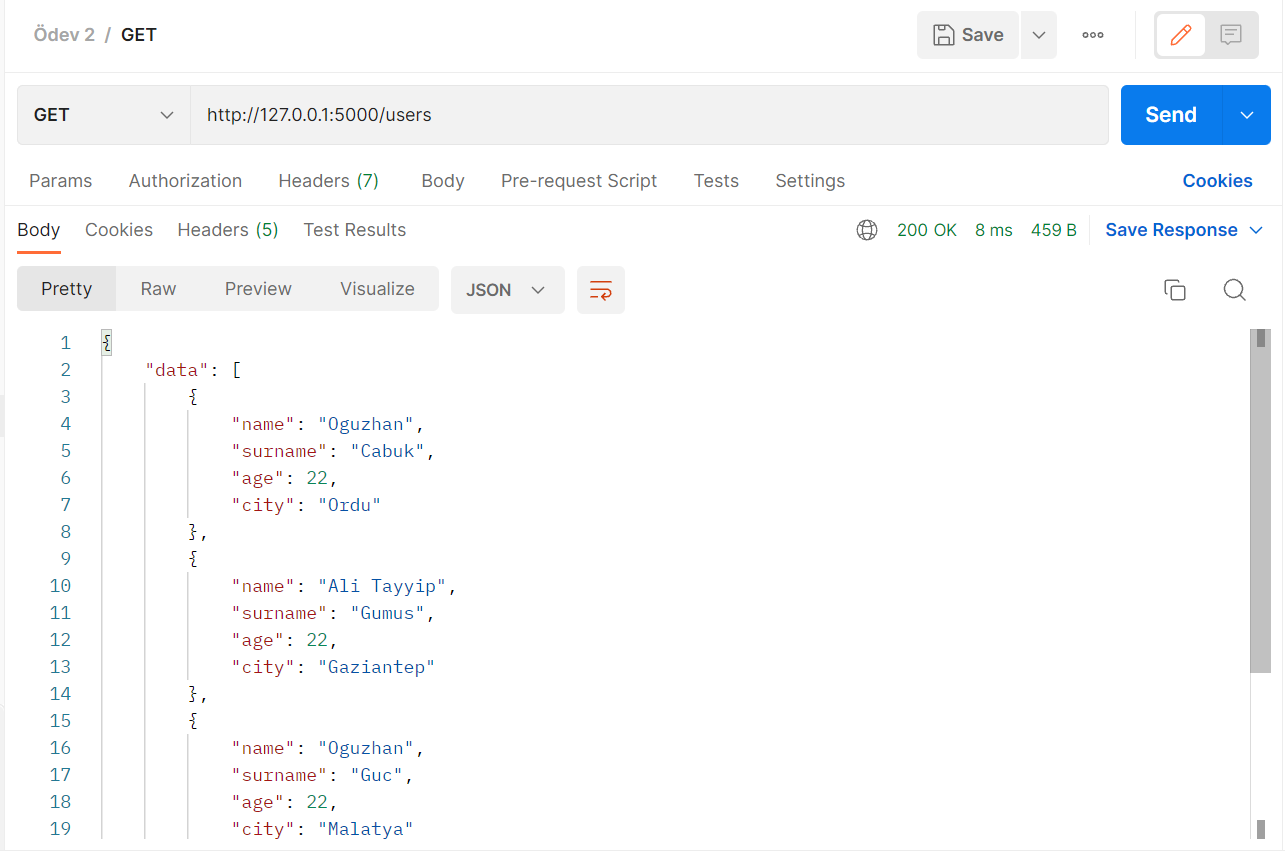 Ödev 2 / GET
Save
GET
http://127.0.0.1:5000/users
Send
Params Authorization Headers (7) Body Pre-request Script Tests Settings Cookies
Body Cookies Headers (5) Test Results 200 OK 8 ms 459 B Save Response
Pretty Raw Preview Visualize JSON
1 {
2 "data": [
3 {
4 "name": "Oguzhan",
5 "surname": "Cabuk",
6 "age": 22,
7 "city": "Ordu"
8 },
9 {
10 "name": "Ali Tayyip",
11 "surname": "Gumus",
12 "age": 22,
13 "city": "Gaziantep"
14 },
15 {
16 "name": "Oguzhan",
17 "surname": "Guc",
18 "age": 22,
19 "city": "Malatya"